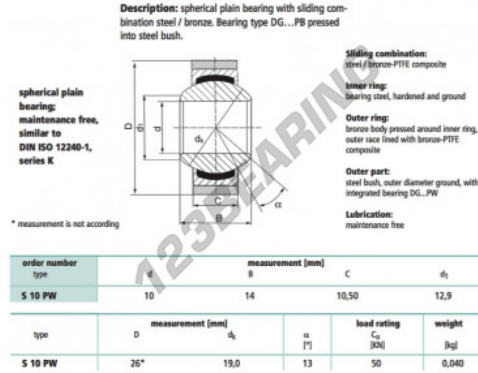 Description: spherical plain bearing with sliding com-
bination steel / bronze. Bearing type DG...PB pressed
into steel bush.
spherical plain
bearing;
maintenance free,
similar to
DIN ISO 12240-1,
series K
* measurement is not according
D
d₁
d
dₖ
C
B
α
Sliding combination:
steel / bronze-PTFE composite
Inner ring:
bearing steel, hardened and ground
Outer ring:
bronze body pressed around inner ring,
outer race lined with bronze-PTFE
composite
Outer part:
steel bush, outer diameter ground, with
integrated bearing DG...PW
Lubrication:
maintenance free
123BEARING
order number measurement [mm]
type d B C d₁
S 10 PW 10 14 10,50 12,9
measurement [mm] load rating weight
type D dₖ α C₀
[°] [KN] [kg]
S 10 PW 26* 19,0 13 50 0,040